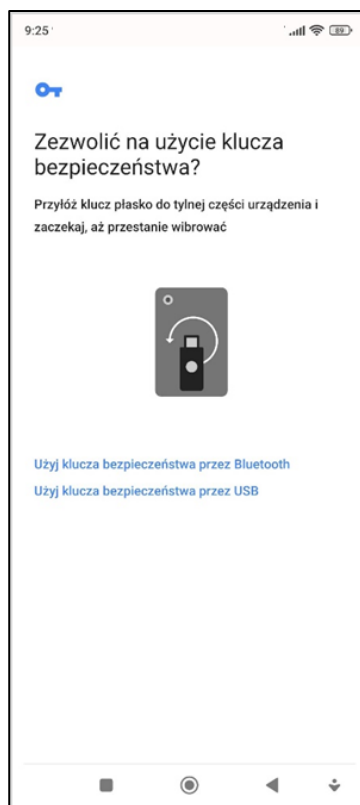 9:25
89
Zezwolić na użycie klucza
bezpieczeństwa?
Przyłóż klucz płasko do tylnej części urządzenia i
zaczekaj, aż przestanie wibrować
Użyj klucza bezpieczeństwa przez Bluetooth
Użyj klucza bezpieczeństwa przez USB